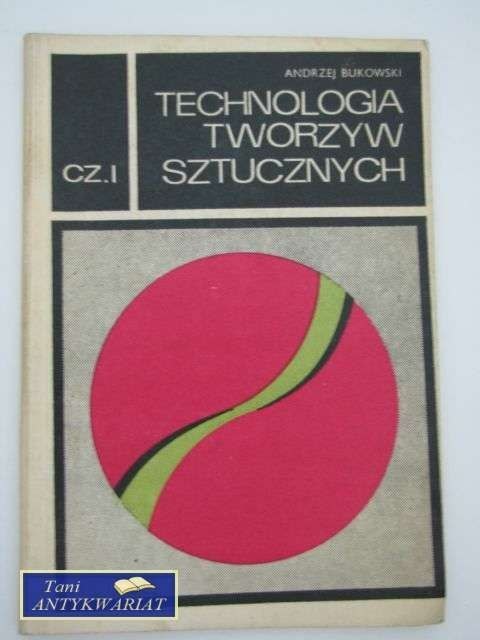 ANDRZEJ BUKOWSKI
TECHNOLOGIA
TWORZYW
SZTUCZNYCH
CZ.I
Tani
ANTYKWARIAT